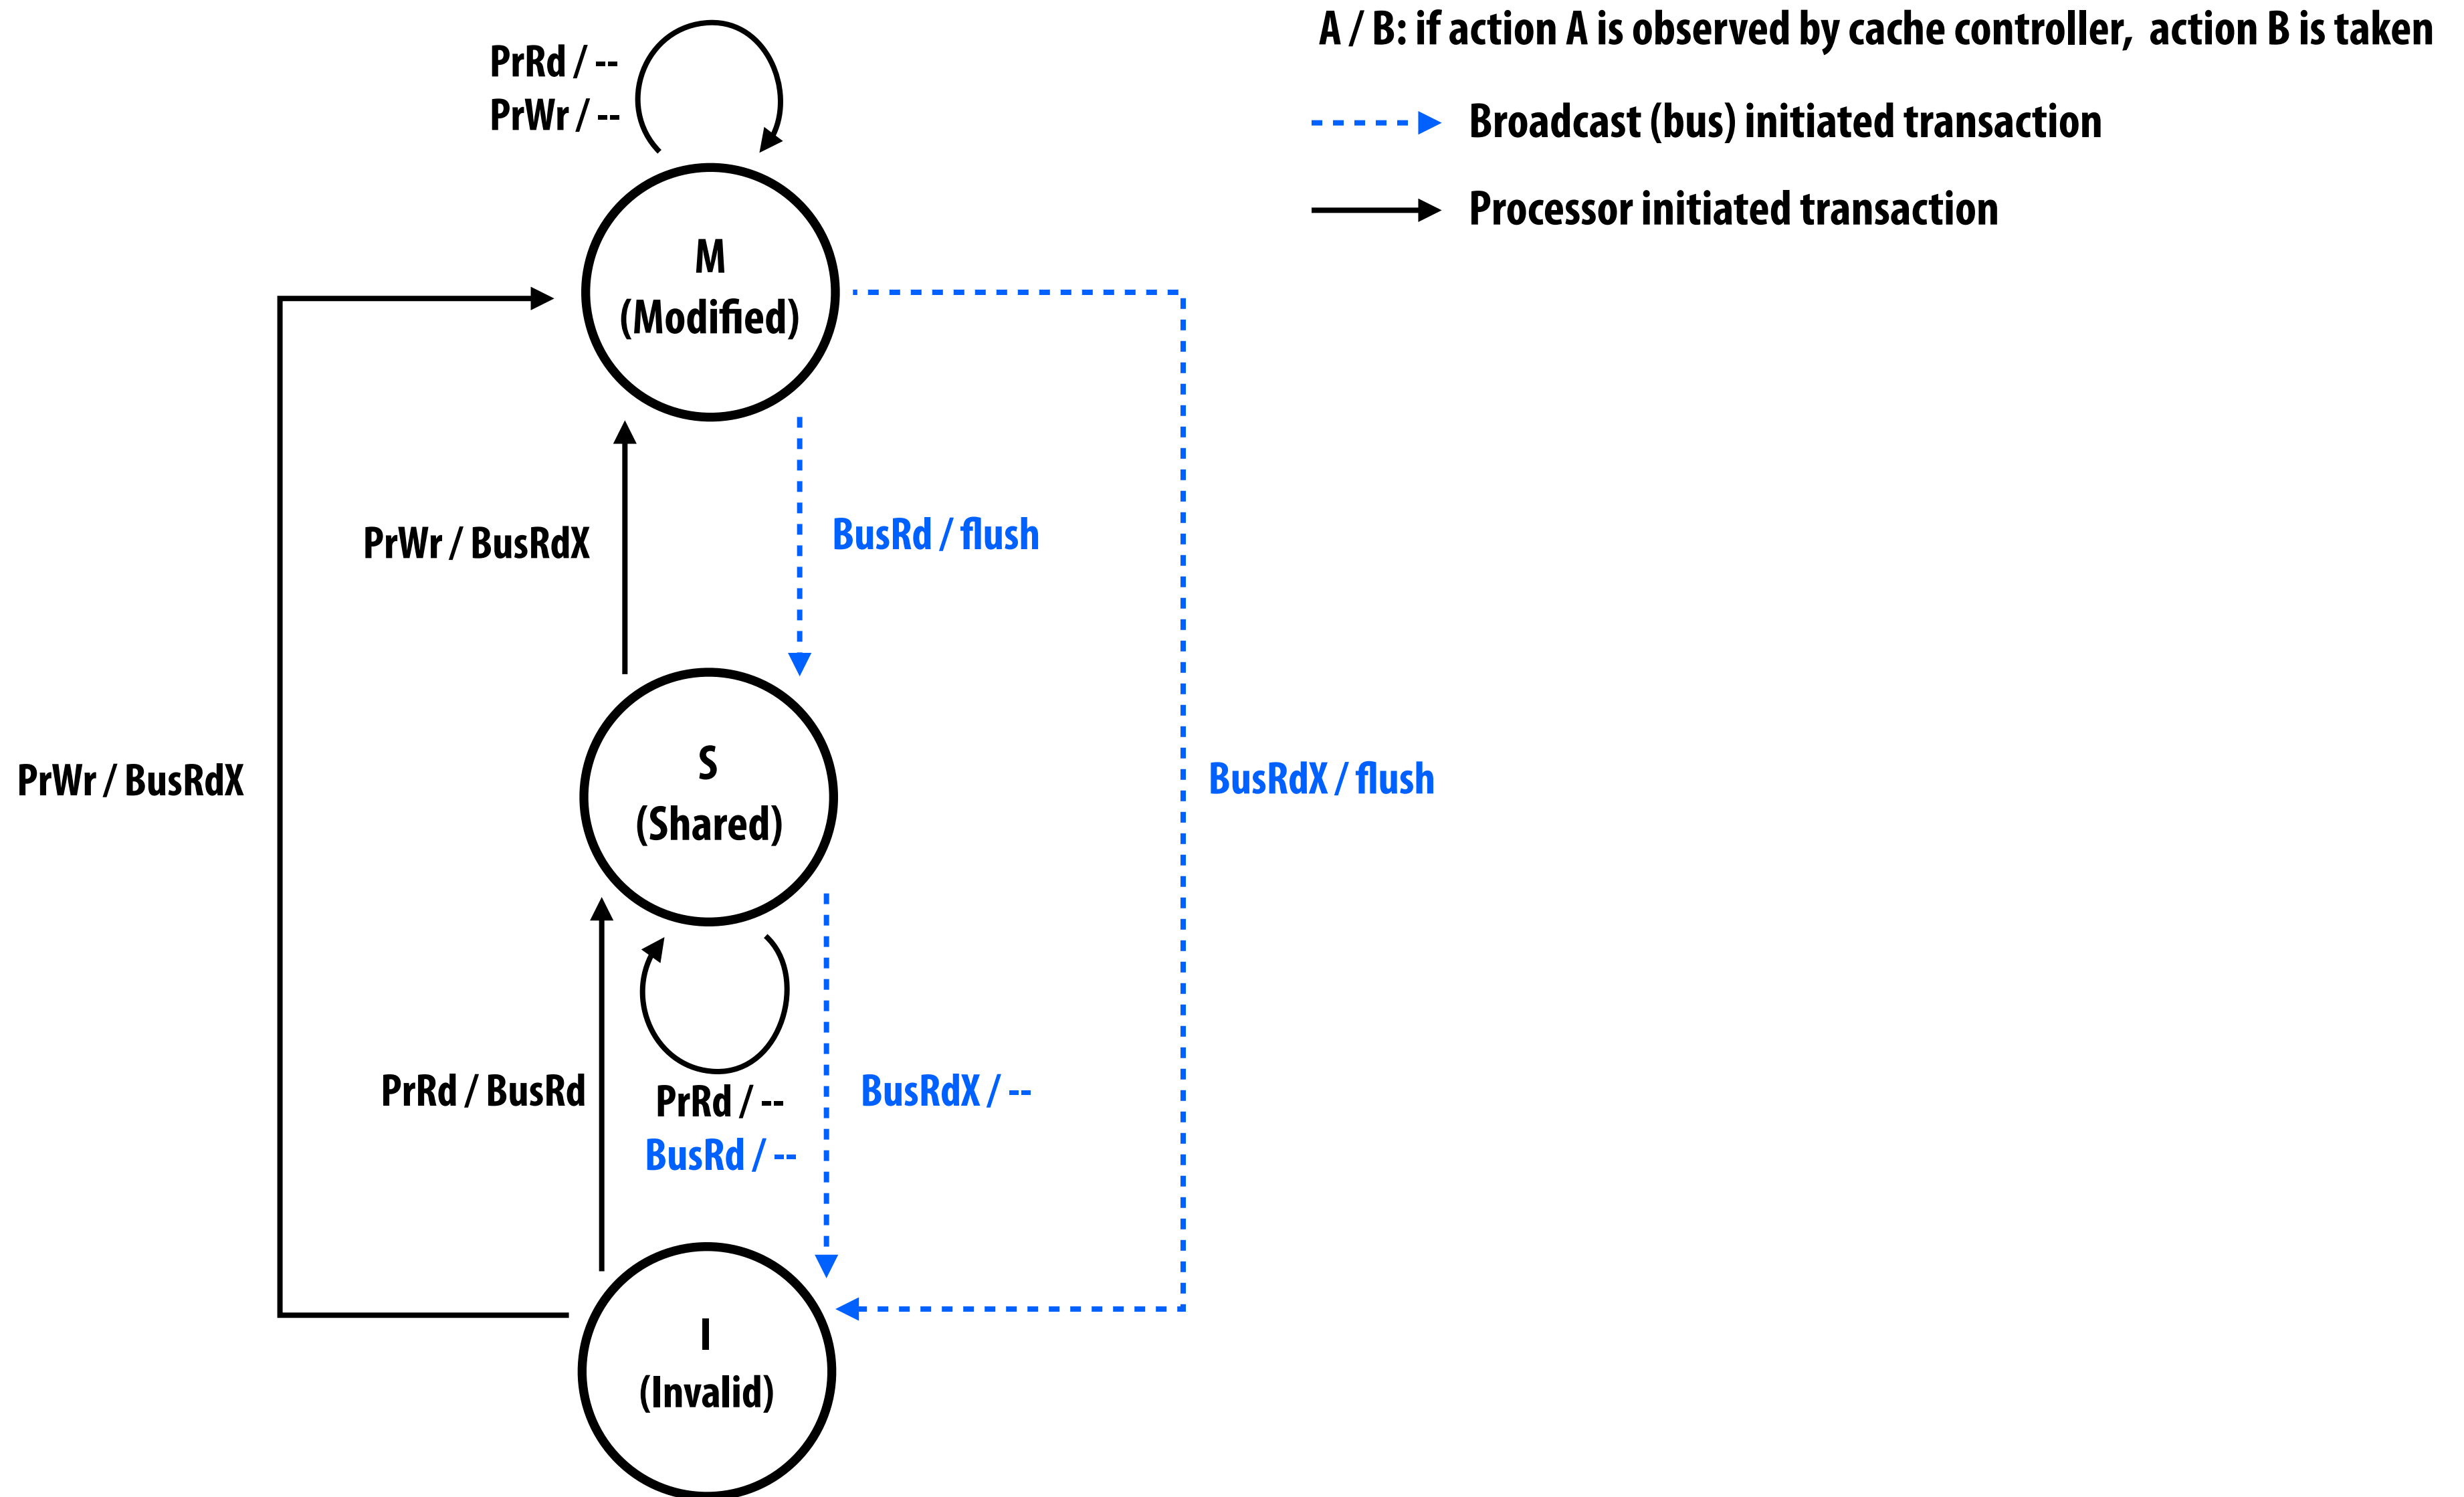 A / B: if action A is observed by cache controller, action B is taken
PrRd / --
PrWr / --
Broadcast (bus) initiated transaction
Processor initiated transaction
M
(Modified)
PrWr / BusRdX
BusRd / flush
S
(Shared)
PrWr / BusRdX
BusRdX / flush
PrRd / BusRd
PrRd / --
BusRd / --
BusRdX / --
I
(Invalid)